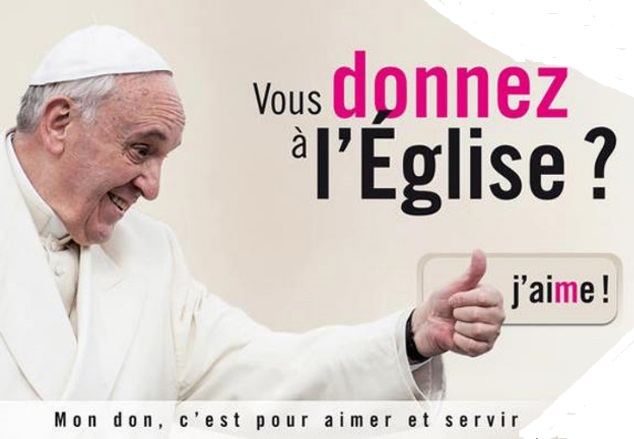 Vous donnez
à l'Église ?
j'aime !
Mon don, c'est pour aimer et servir